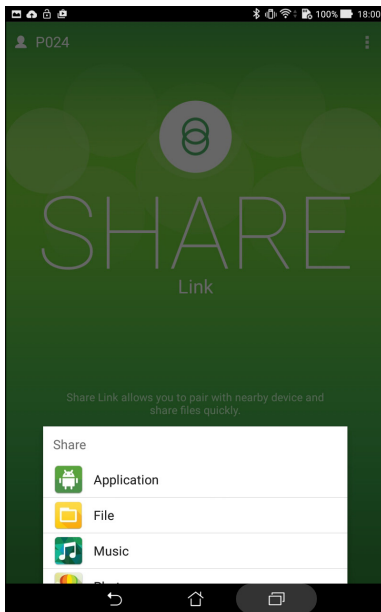 100% 18:00
P024
SHARE
Link
Share Link allows you to pair with nearby device and
share files quickly.
Share
Application
File
Music